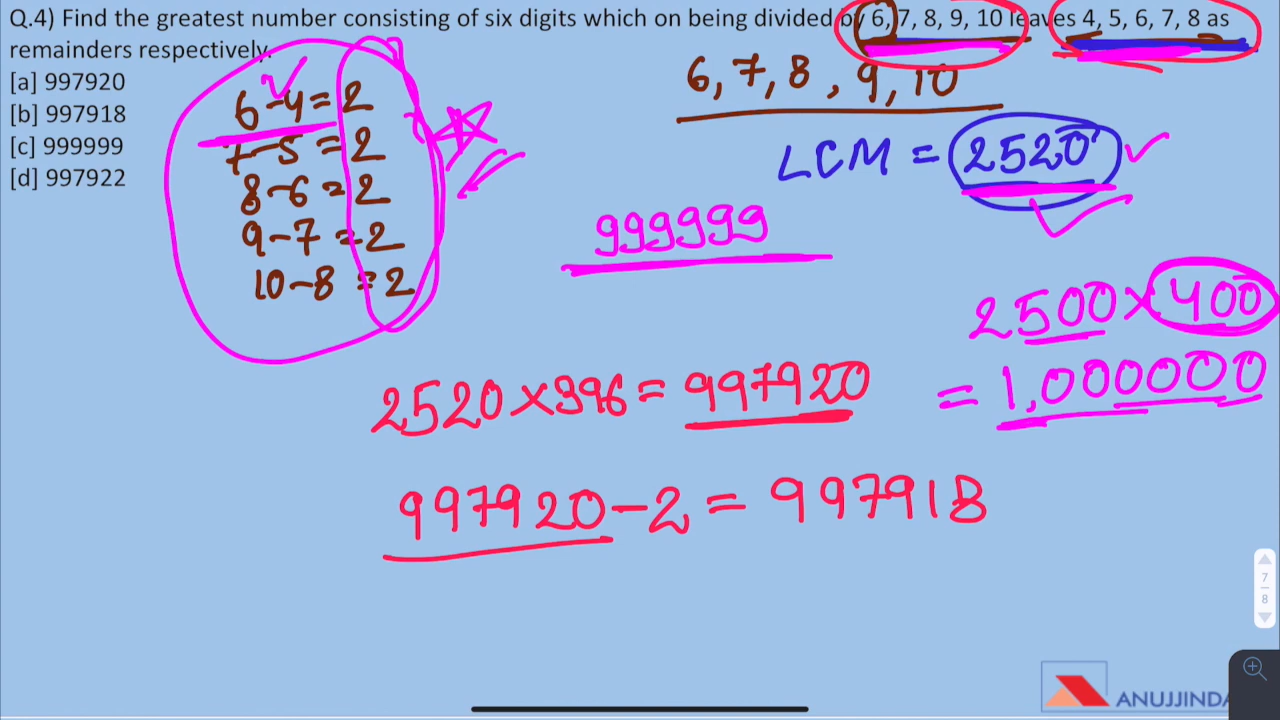 Q.4) Find the greatest number consisting of six digits which on being divided by 6, 7, 8, 9, 10 leaves 4, 5, 6, 7, 8 as
remainders respectively.
[a] 997920
[b] 997918
[c] 999999
[d] 997922
6-4=2
7-5=2
8-6=2
9-7=2
10-8=2
6,7,8,9,10
LCM = 2520
999999
2500×400
=1,000000
2520×396=997920
997920-2=997918
7
8
ANUJJINDA